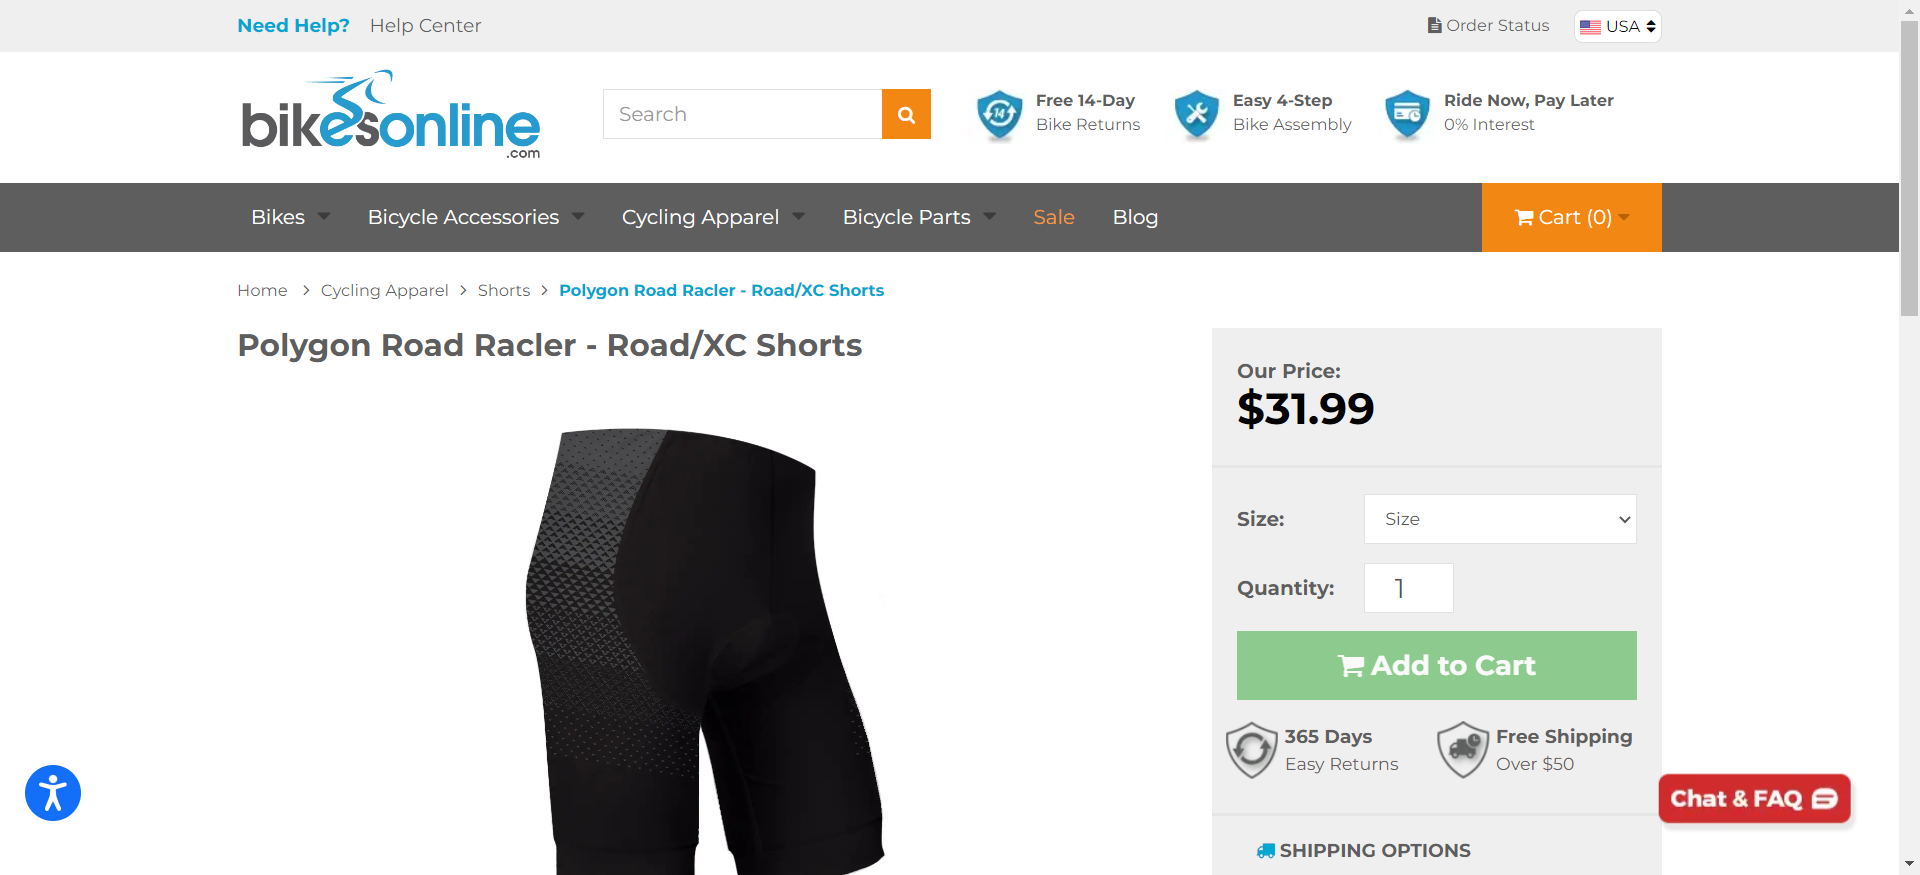 Need Help? Help Center
Order Status
USA
bikesonline
.com
Search
14
Free 14-Day
Bike Returns
Easy 4-Step
Bike Assembly
Ride Now, Pay Later
0% Interest
Bikes Bicycle Accessories Cycling Apparel Bicycle Parts Sale Blog
Cart (0)
Home > Cycling Apparel > Shorts > Polygon Road Racler - Road/XC Shorts
Polygon Road Racler - Road/XC Shorts
Our Price:
$31.99
Size: Size
Quantity: 1
Add to Cart
365 Days
Easy Returns
Free Shipping
Over $50
Chat & FAQ
SHIPPING OPTIONS